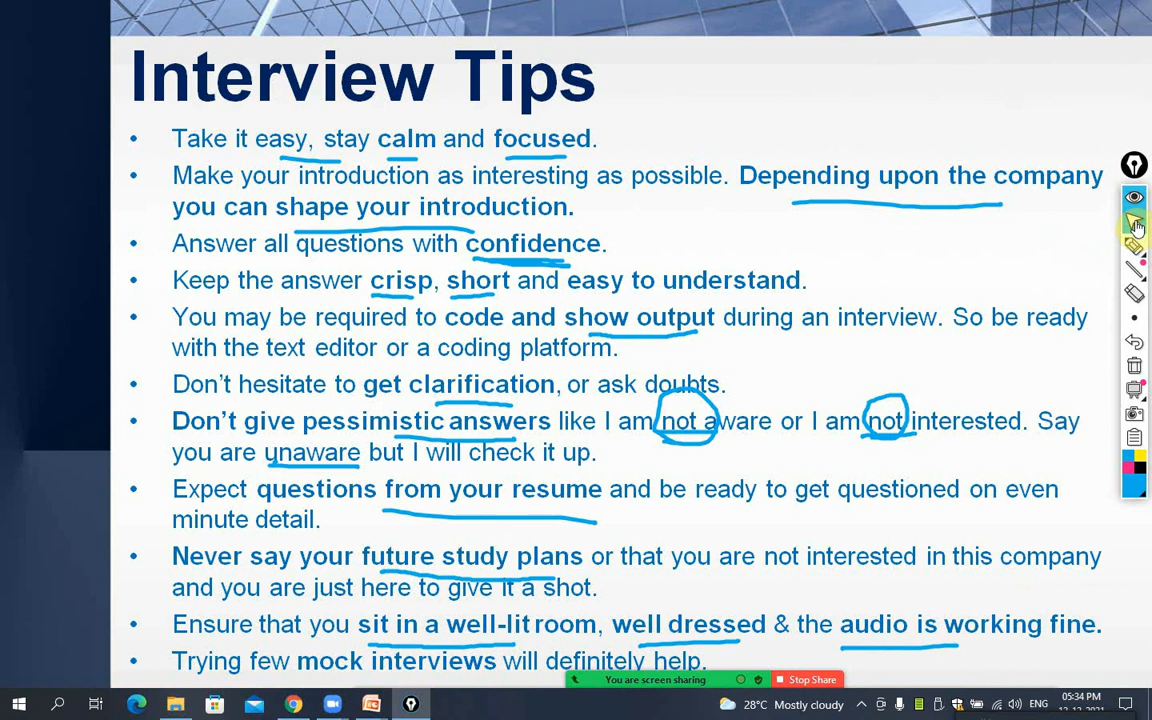 Interview Tips
• Take it easy, stay calm and focused.
• Make your introduction as interesting as possible. Depending upon the company
you can shape your introduction.
• Answer all questions with confidence.
• Keep the answer crisp, short and easy to understand.
• You may be required to code and show output during an interview. So be ready
with the text editor or a coding platform.
• Don't hesitate to get clarification, or ask doubts.
• Don't give pessimistic answers like I am not aware or I am not interested. Say
you are unaware but I will check it up.
• Expect questions from your resume and be ready to get questioned on even
minute detail.
• Never say your future study plans or that you are not interested in this company
and you are just here to give it a shot.
• Ensure that you sit in a well-lit room, well dressed & the audio is working fine.
• Trying few mock interviews will definitely help.
You are screen sharing Stop Share
28°C Mostly cloudy ENG 05:34 PM